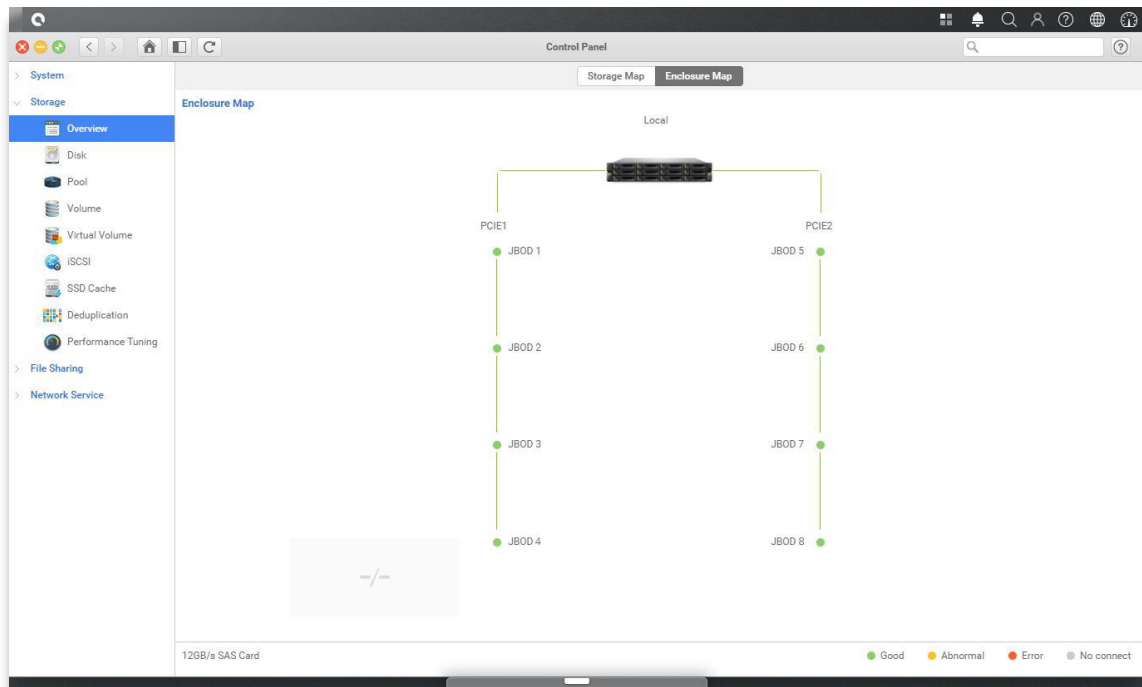 Control Panel
System
Storage
Overview
Disk
Pool
Volume
Virtual Volume
iSCSI
SSD Cache
Deduplication
Performance Tuning
File Sharing
Network Service
Storage Map Enclosure Map
Enclosure Map
Local
PCIE1 PCIE2
JBOD 1 JBOD 5
JBOD 2 JBOD 6
JBOD 3 JBOD 7
JBOD 4 JBOD 8
-/-
12GB/s SAS Card Good Abnormal Error No connect